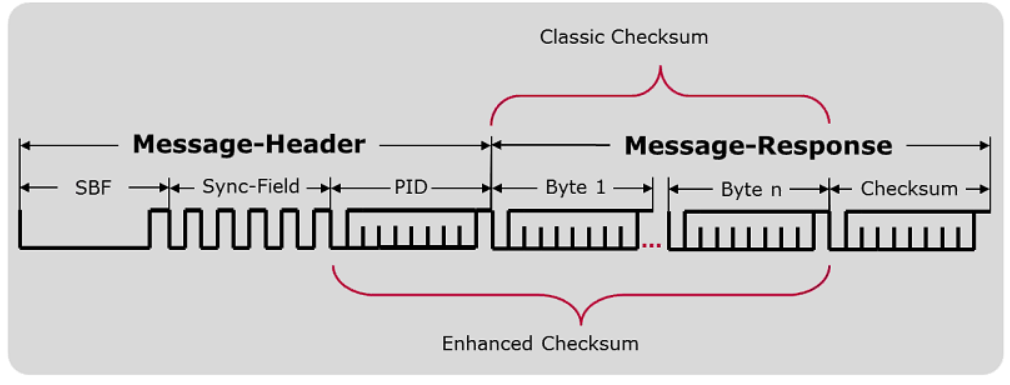 Classic Checksum
Message-Header
Message-Response
SBF
Sync-Field
PID
Byte 1
Byte n
Checksum
...
Enhanced Checksum